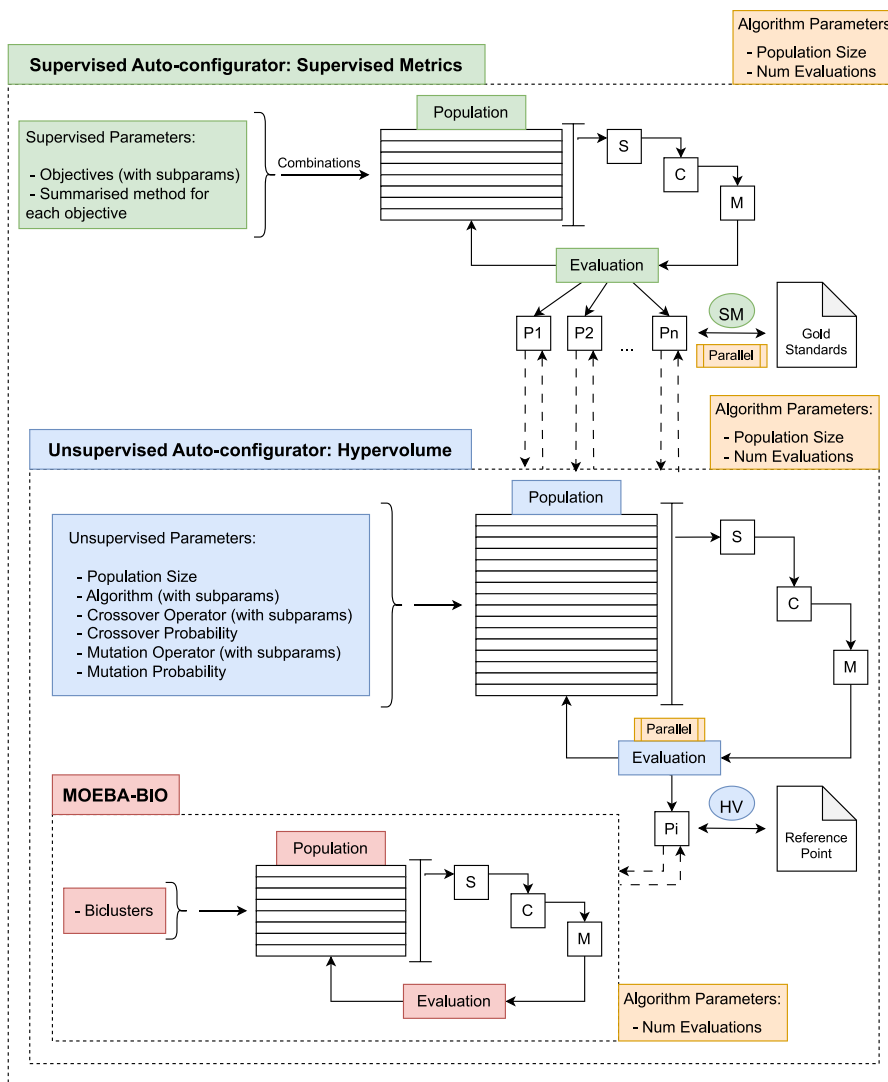 Algorithm Parameters
- Population Size
- Num Evaluations
Supervised Auto-configurator: Supervised Metrics
Supervised Parameters:
- Objectives (with subparams)
- Summarised method for
each objective
Combinations
Population
S
C
M
Evaluation
P1
P2
...
Pn
SM
Parallel
Gold
Standards
Algorithm Parameters:
- Population Size
- Num Evaluations
Unsupervised Auto-configurator: Hypervolume
Unsupervised Parameters:
- Population Size
- Algorithm (with subparams)
- Crossover Operator (with subparams)
- Crossover Probability
- Mutation Operator (with subparams)
- Mutation Probability
Population
S
C
M
Parallel
Evaluation
Pi
HV
Reference
Point
MOEBA-BIO
- Biclusters
Population
S
C
M
Evaluation
Algorithm Parameters:
- Num Evaluations